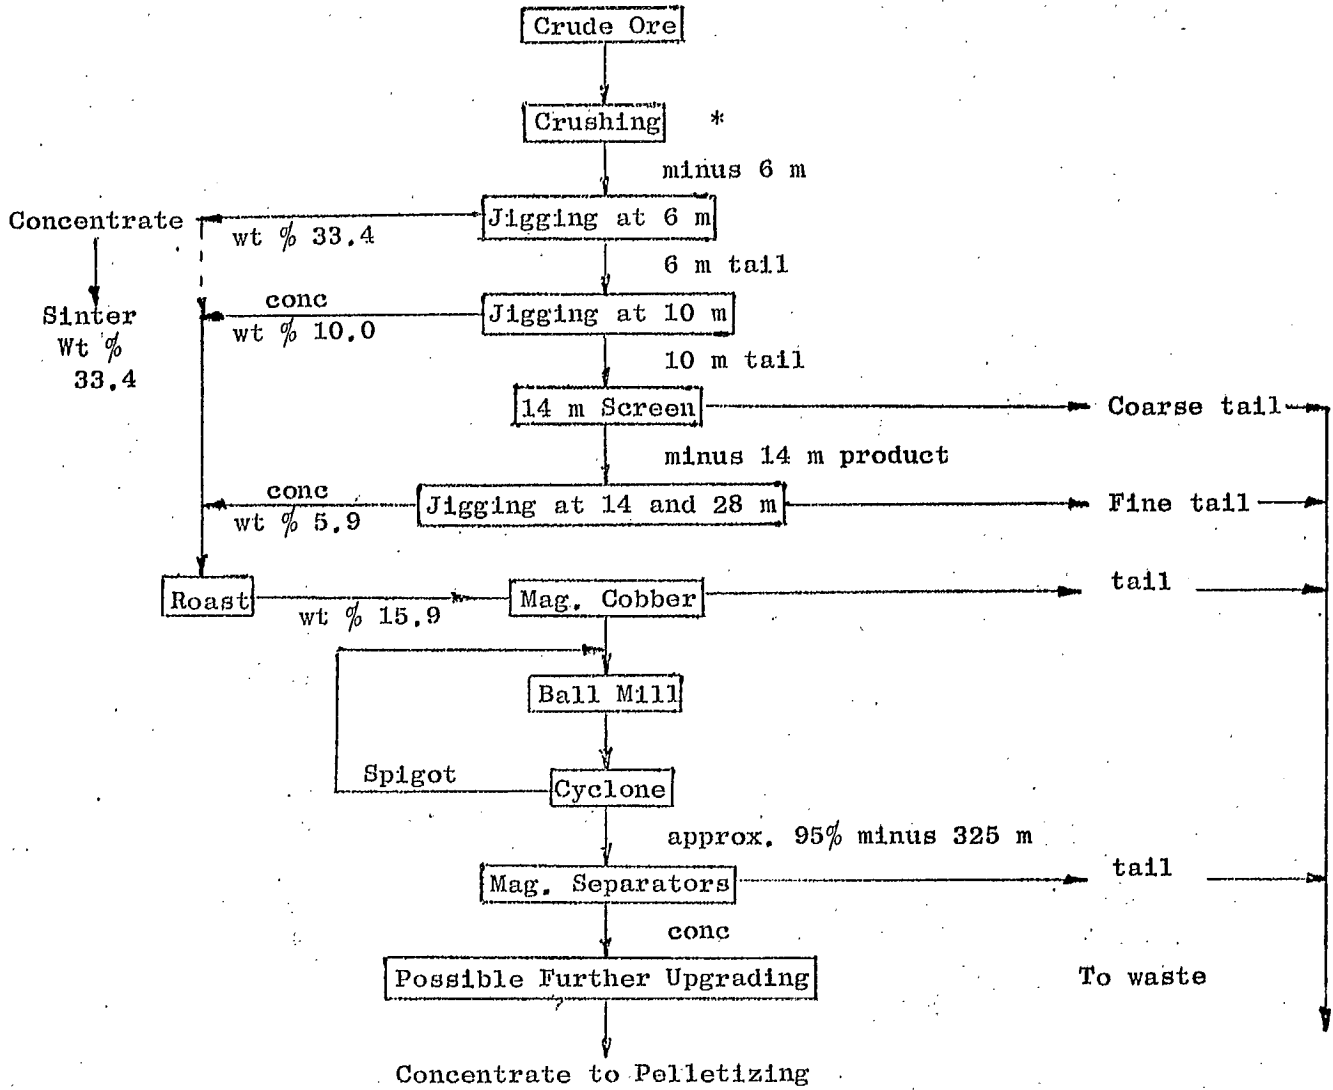 Crude Ore
Crushing *
minus 6 m
Jigging at 6 m
Concentrate
wt % 33.4
6 m tail
Sinter
Wt %
33.4
conc
wt % 10.0
Jigging at 10 m
10 m tail
14 m Screen
Coarse tail
minus 14 m product
conc
wt % 5.9
Jigging at 14 and 28 m
Fine tail
Roast
wt % 15.9
Mag. Cobber
tail
Ball Mill
Spigot
Cyclone
approx. 95% minus 325 m
Mag. Separators
tail
conc
Possible Further Upgrading
To waste
Concentrate to Pelletizing